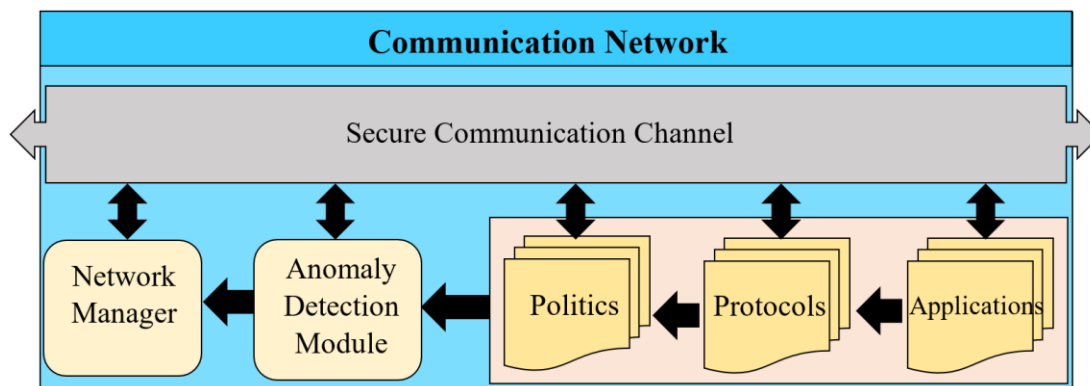 Communication Network
Secure Communication Channel
Network
Manager
Anomaly
Detection
Module
Politics
Protocols
Applications